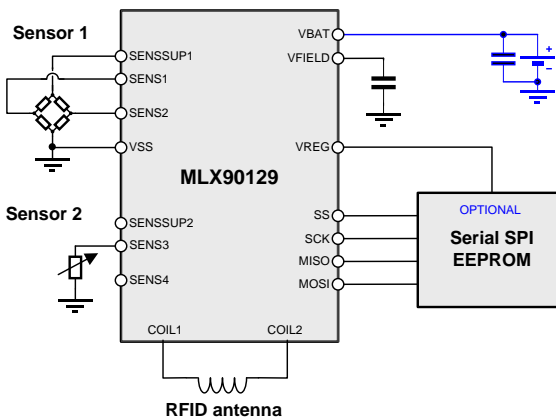 Sensor 1
SENSSUP1
SENS1
SENS2
VSS
Sensor 2
SENSSUP2
SENS3
SENS4
MLX90129
VBAT
VFIELD
VREG
SS
SCK
MISO
MOSI
COIL1
COIL2
+
−
OPTIONAL
Serial SPI
EEPROM
RFID antenna